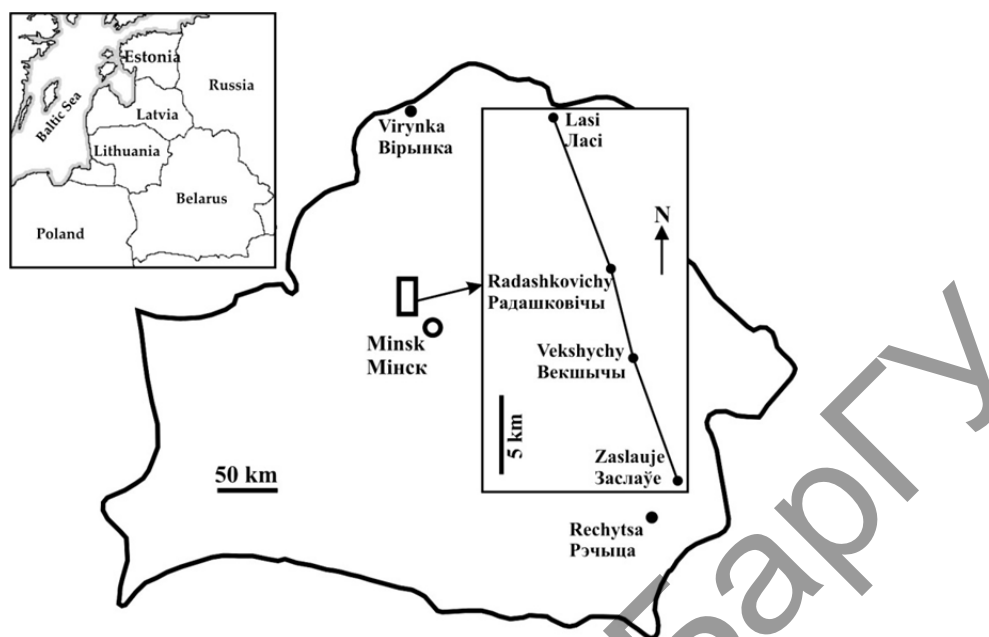 Estonia
Russia
Baltic Sea
Latvia
Lithuania
Belarus
Poland
Virynka
Вірынка
Lasi
Ласі
N
Radashkovichy
Радашковічы
Minsk
Мінск
Vekshychy
Векшычы
5 km
50 km
Zaslauje
Заслаўе
Rechytsa
Рэчыца
БарГУ